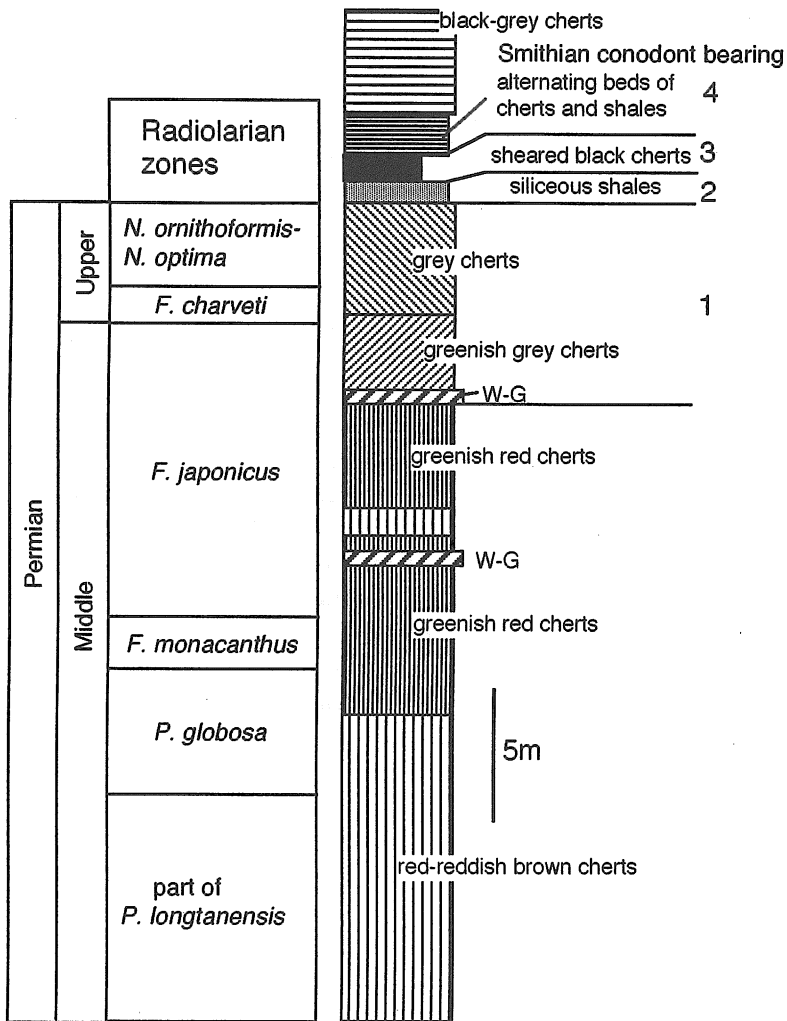 black-grey cherts
Smithian conodont bearing
alternating beds of
cherts and shales
4
Radiolarian
zones
sheared black cherts
3
siliceous shales
2
Permian
Upper
N. ornithoformis-
N. optima
grey cherts
F. charveti
1
Middle
greenish grey cherts
W-G
F. japonicus
greenish red cherts
W-G
greenish red cherts
F. monacanthus
P. globosa
5m
red-reddish brown cherts
part of
P. longtanensis